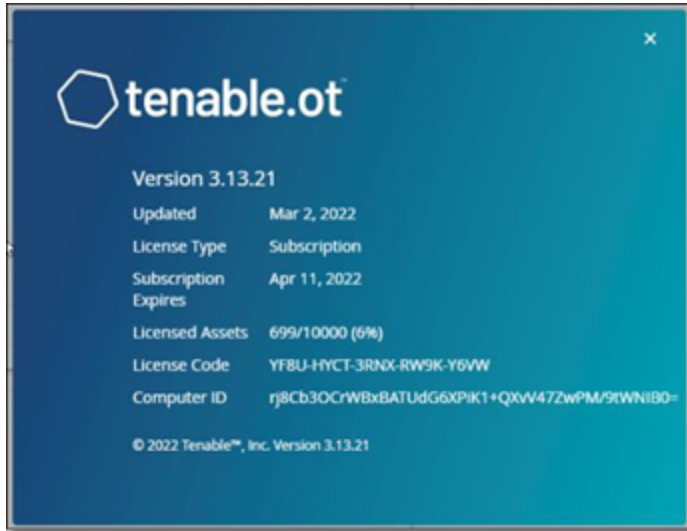 tenable.ot™
Version 3.13.21
Updated Mar 2, 2022
License Type Subscription
Subscription Expires Apr 11, 2022
Licensed Assets 699/10000 (6%)
License Code YF8U-HYCT-3RNX-RW9K-Y6VW
Computer ID rj8Cb3OCrWBxBATUdG6XPiK1+QXvV47ZwPM/9tWNIB0=
© 2022 Tenable™, Inc. Version 3.13.21